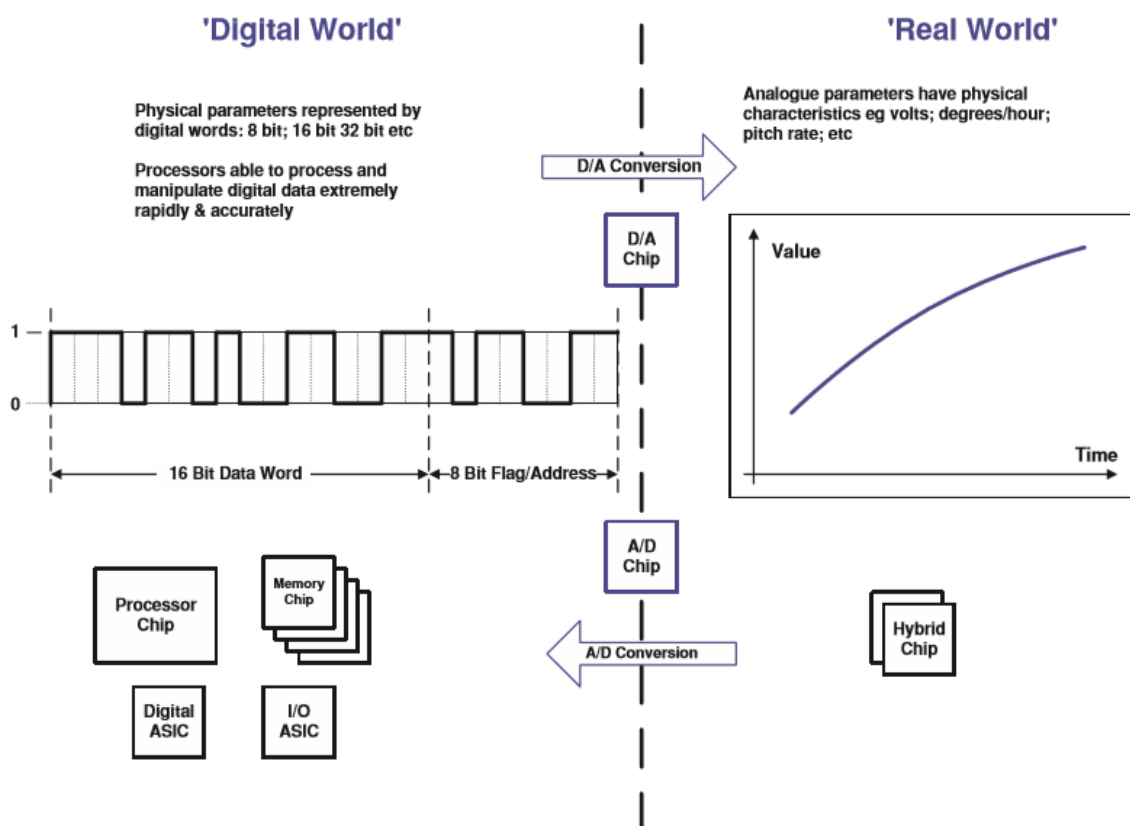 'Digital World'
'Real World'
Physical parameters represented by
digital words: 8 bit; 16 bit 32 bit etc
Processors able to process and
manipulate digital data extremely
rapidly & accurately
Analogue parameters have physical
characteristics eg volts; degrees/hour;
pitch rate; etc
D/A Conversion
D/A
Chip
Value
Time
1
0
16 Bit Data Word
8 Bit Flag/Address
A/D
Chip
Processor
Chip
Memory
Chip
A/D Conversion
Hybrid
Chip
Digital
ASIC
I/O
ASIC